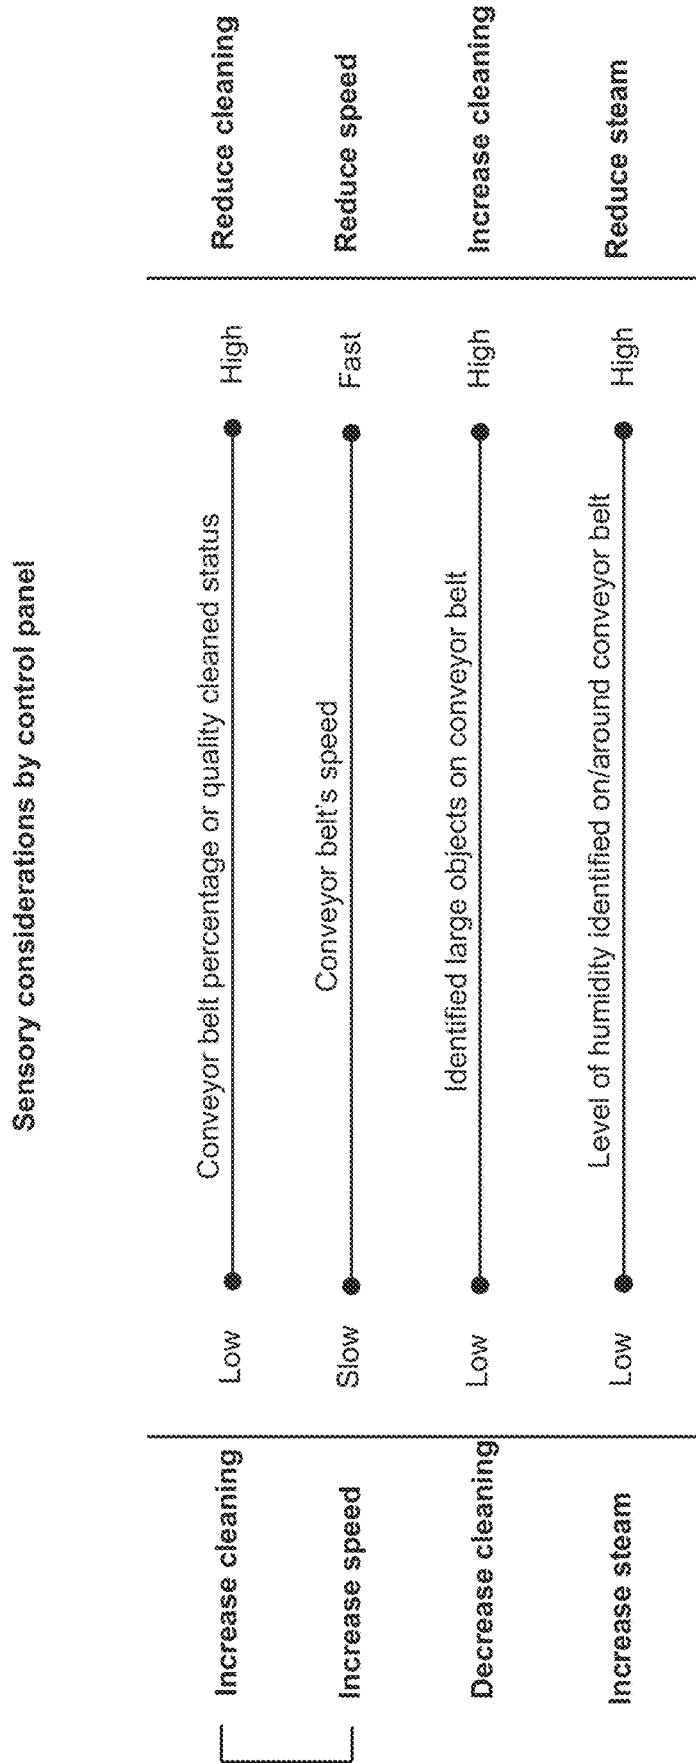 Sensory considerations by control panel
Increase cleaning
Low
Conveyor belt percentage or quality cleaned status
High
Reduce cleaning
Increase speed
Slow
Conveyor belt's speed
Fast
Reduce speed
Decrease cleaning
Low
Identified large objects on conveyor belt
High
Increase cleaning
Increase steam
Low
Level of humidity identified on/around conveyor belt
High
Reduce steam